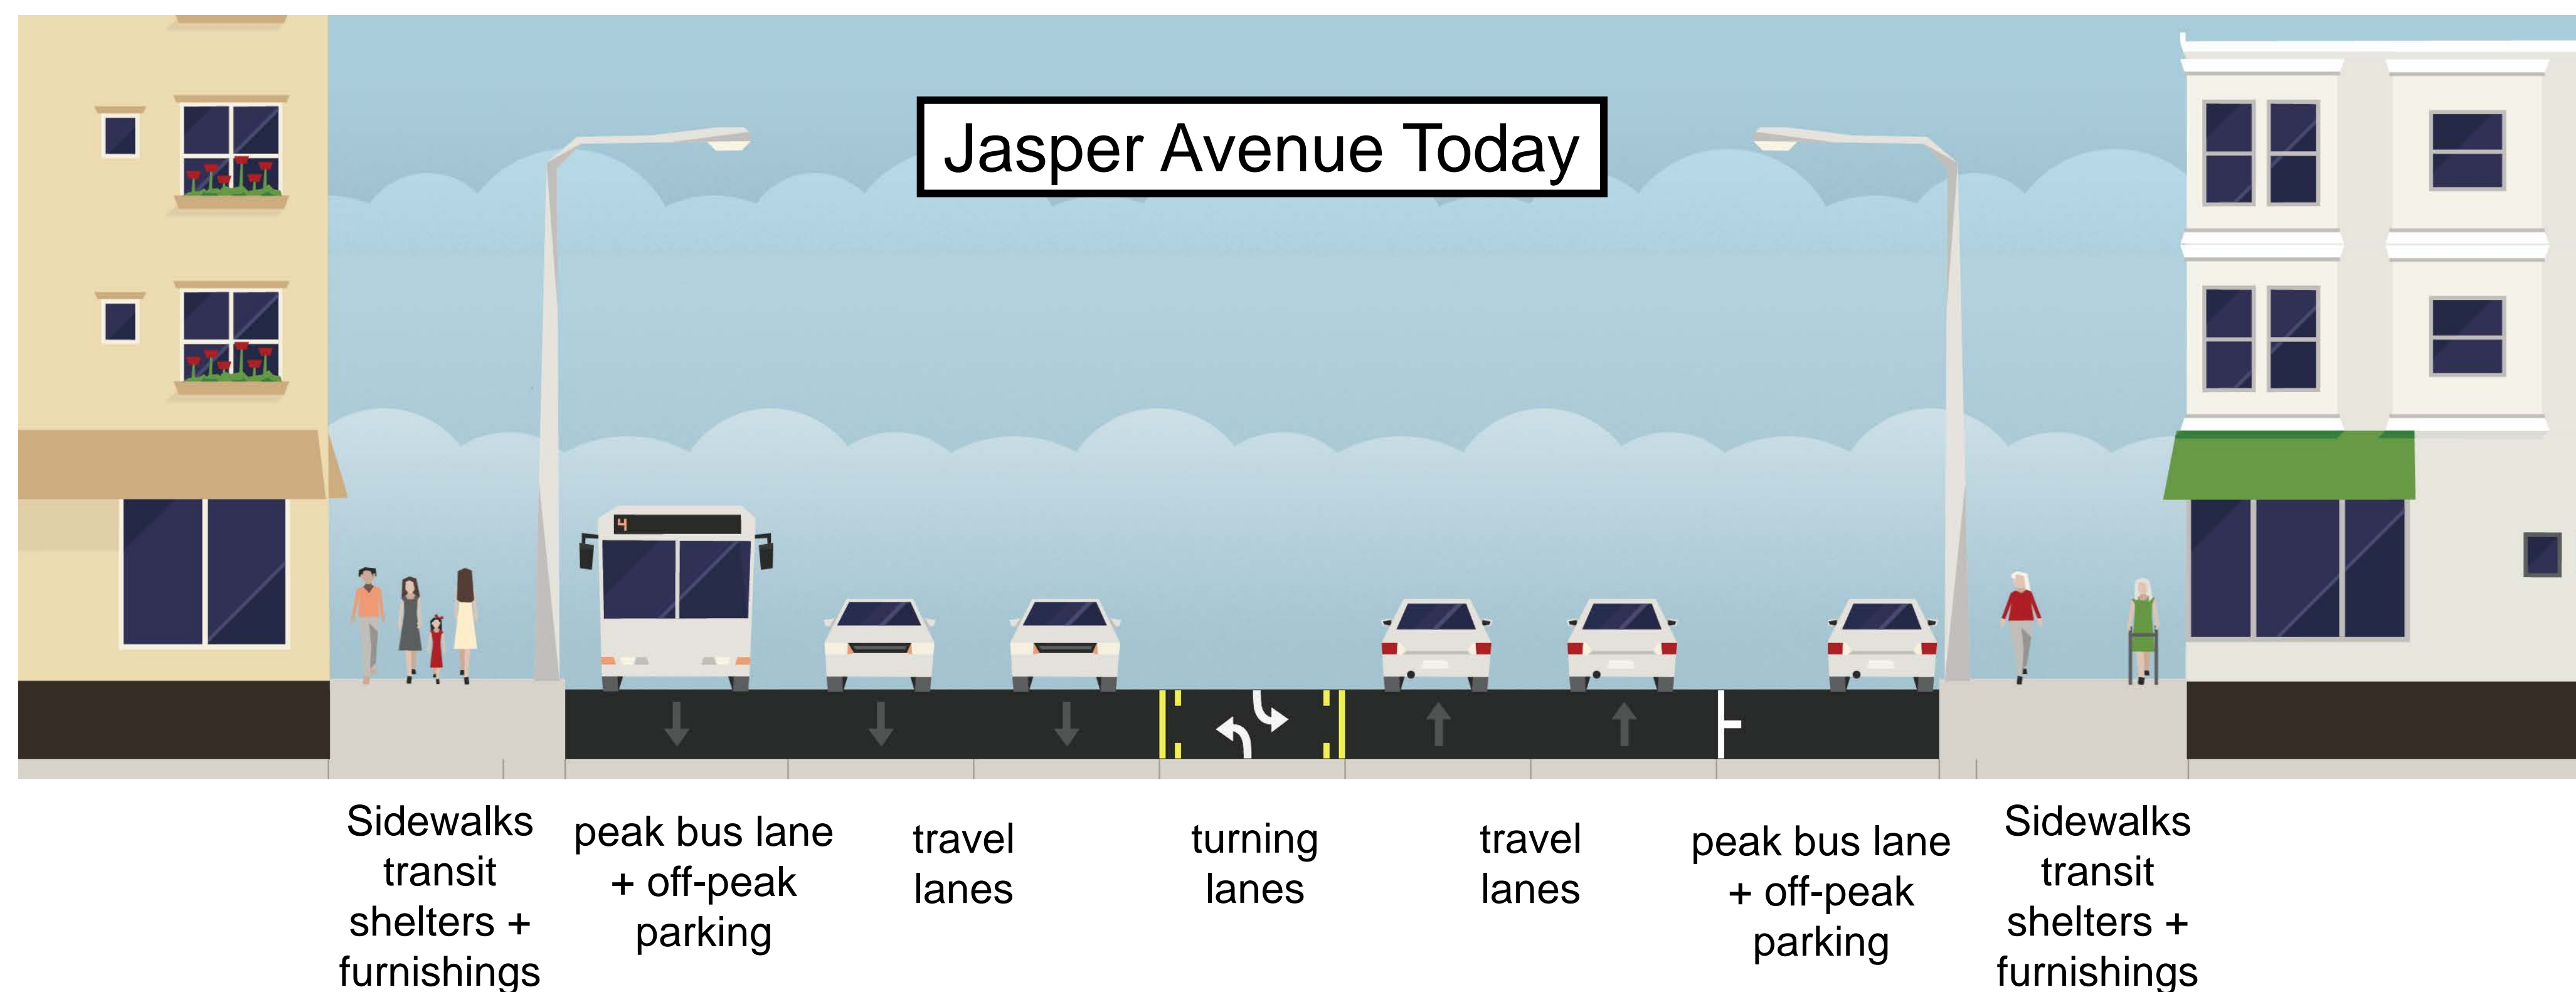 Jasper Avenue Today
4
Sidewalks
transit
shelters +
furnishings
peak bus lane
+ off-peak
parking
travel
lanes
turning
lanes
travel
lanes
peak bus lane
+ off-peak
parking
Sidewalks
transit
shelters +
furnishings